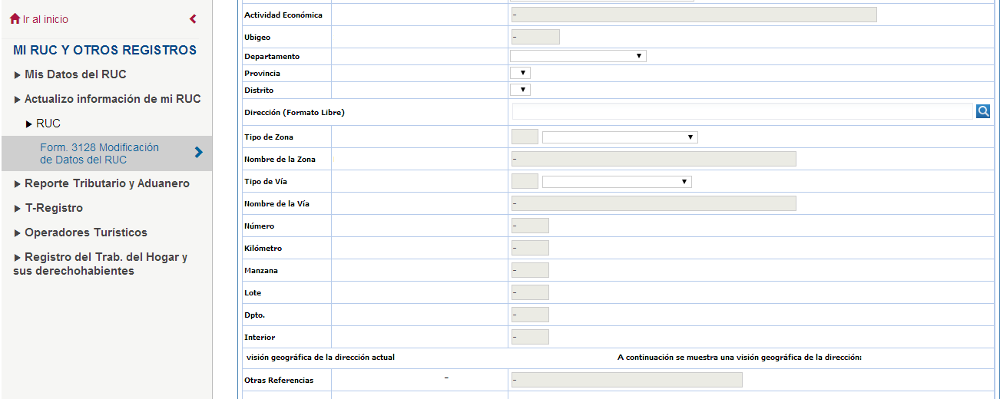 Ir al inicio
MI RUC Y OTROS REGISTROS
Mis Datos del RUC
Actualizo información de mi RUC
RUC
Form. 3128 Modificación
de Datos del RUC
Reporte Tributario y Aduanero
T-Registro
Operadores Turísticos
Registro del Trab. del Hogar y
sus derechohabientes
Actividad Económica -
Ubigeo -
Departamento
Provincia
Distrito
Dirección (Formato Libre)
Tipo de Zona
Nombre de la Zona -
Tipo de Vía
Nombre de la Vía -
Número -
Kilómetro -
Manzana -
Lote -
Dpto. -
Interior -
visión geográfica de la dirección actual A continuación se muestra una visión geográfica de la dirección:
Otras Referencias - -